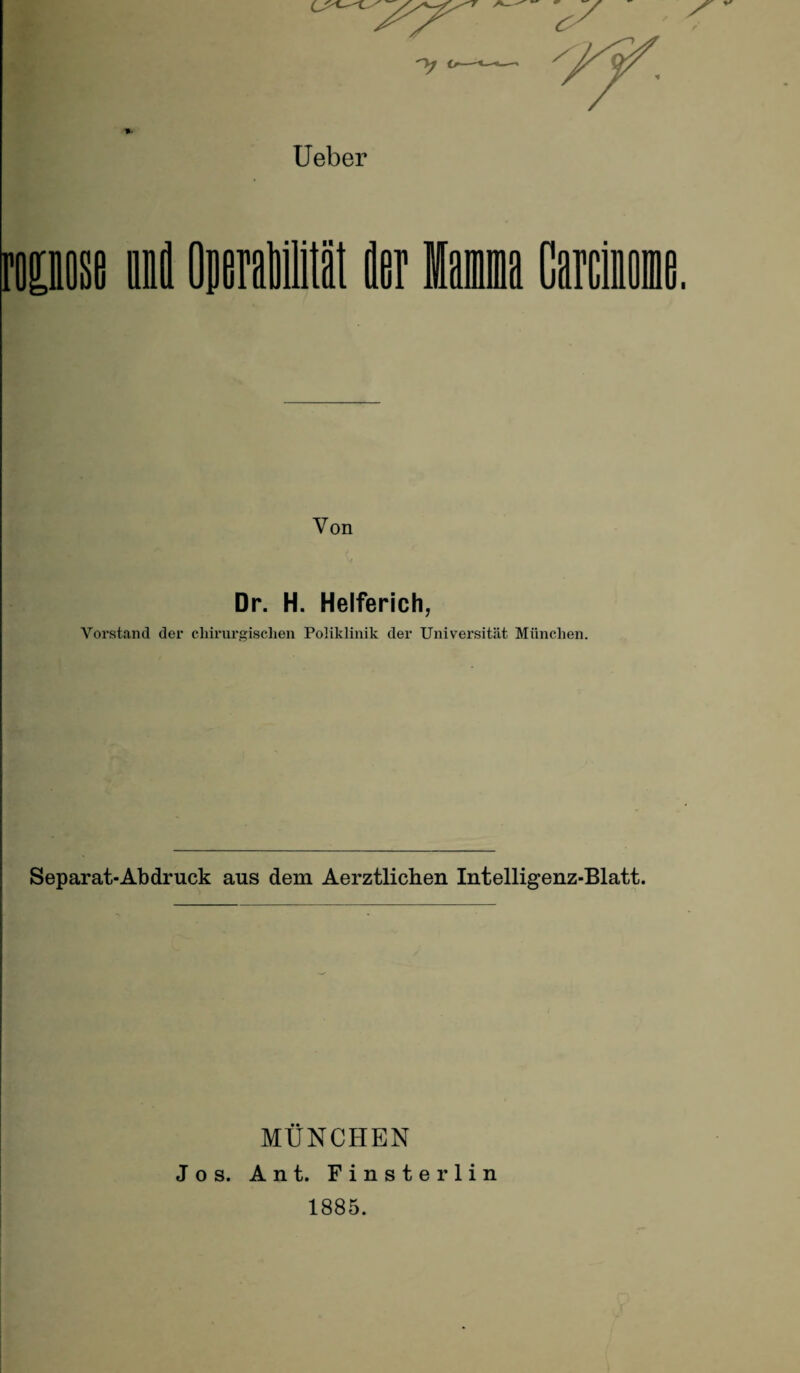 Ueber
rognose und Operabilität der Mamma Carcinome.
Von
Dr. H. Helferich,
Vorstand der chirurgischen Poliklinik der Universität München.
Separat-Abdruck aus dem Aerztlichen Intelligenz-Blatt.
MÜNCHEN
Jos. Ant. Finsterlin
1885.